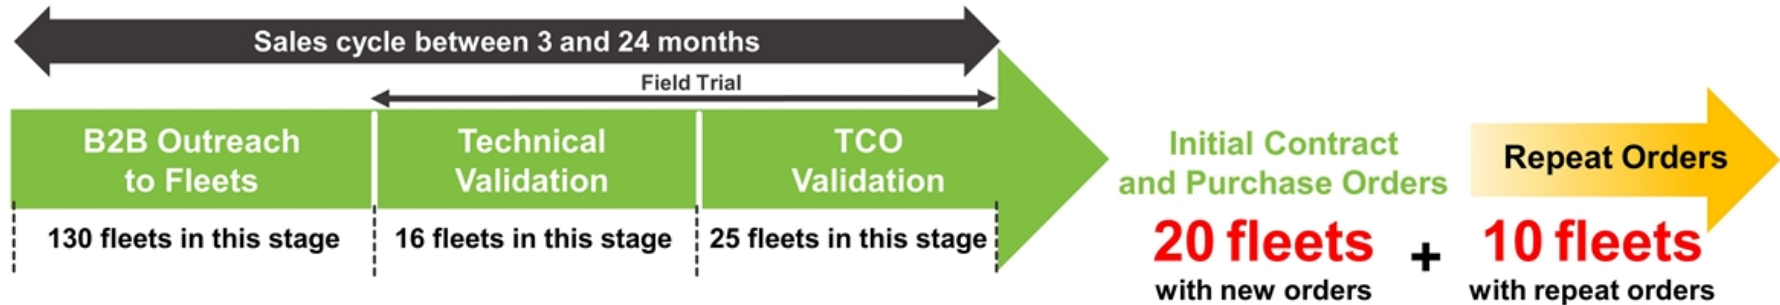 Sales cycle between 3 and 24 months
Field Trial
B2B Outreach
to Fleets
Technical
Validation
TCO
Validation
130 fleets in this stage
16 fleets in this stage
25 fleets in this stage
Initial Contract
and Purchase Orders
20 fleets
with new orders
+
Repeat Orders
10 fleets
with repeat orders